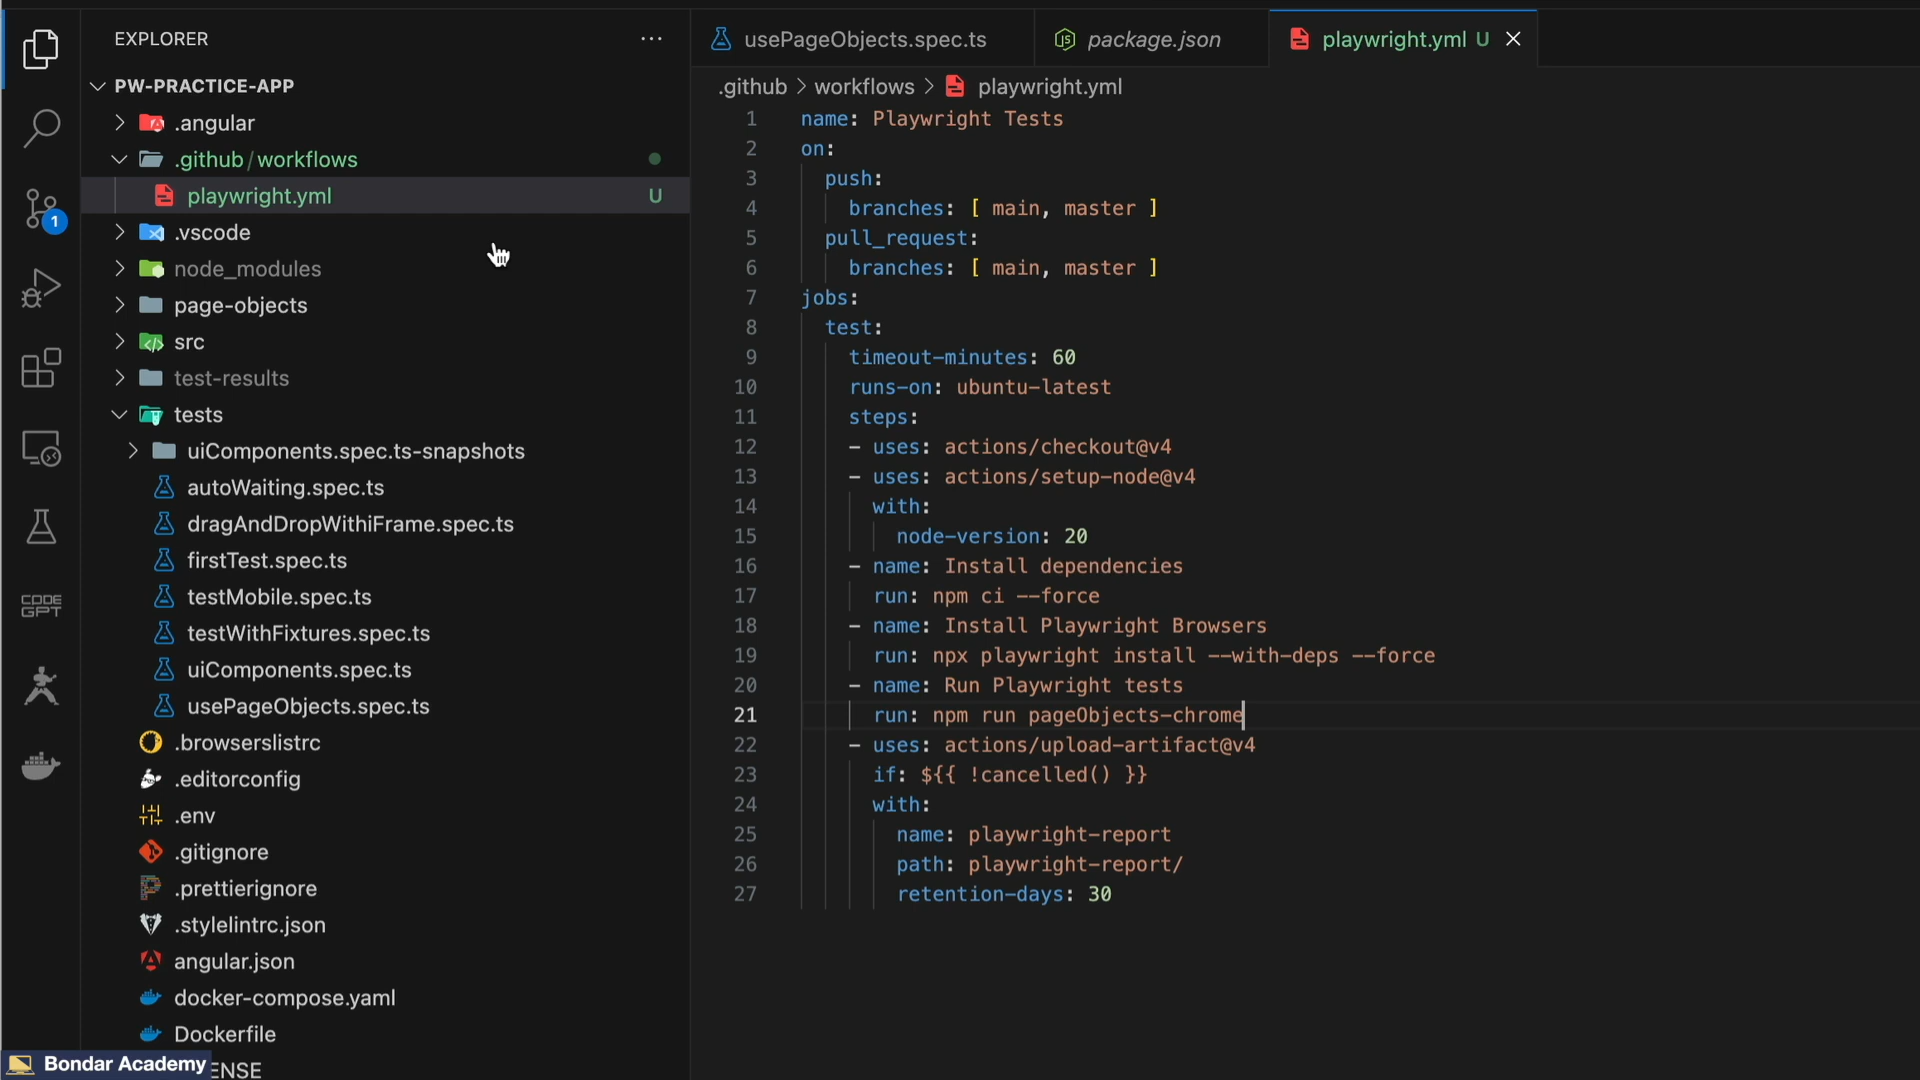 EXPLORER
PW-PRACTICE-APP
.angular
.github/workflows
playwright.yml U
.vscode
node_modules
page-objects
src
test-results
tests
uiComponents.spec.ts-snapshots
autoWaiting.spec.ts
dragAndDropWithiFrame.spec.ts
firstTest.spec.ts
testMobile.spec.ts
testWithFixtures.spec.ts
uiComponents.spec.ts
usePageObjects.spec.ts
.browserslistrc
.editorconfig
.env
.gitignore
.prettierignore
.stylelintrc.json
angular.json
docker-compose.yaml
Dockerfile
ENSE
1
CODE
GPT
Bondar Academy
usePageObjects.spec.ts package.json playwright.yml U
.github > workflows > playwright.yml
1 name: Playwright Tests
2 on:
3 push:
4 branches: [ main, master ]
5 pull_request:
6 branches: [ main, master ]
7 jobs:
8 test:
9 timeout-minutes: 60
10 runs-on: ubuntu-latest
11 steps:
12 - uses: actions/checkout@v4
13 - uses: actions/setup-node@v4
14 with:
15 node-version: 20
16 - name: Install dependencies
17 run: npm ci --force
18 - name: Install Playwright Browsers
19 run: npx playwright install --with-deps --force
20 - name: Run Playwright tests
21 run: npm run pageObjects-chrome
22 - uses: actions/upload-artifact@v4
23 if: ${{ !cancelled() }}
24 with:
25 name: playwright-report
26 path: playwright-report/
27 retention-days: 30